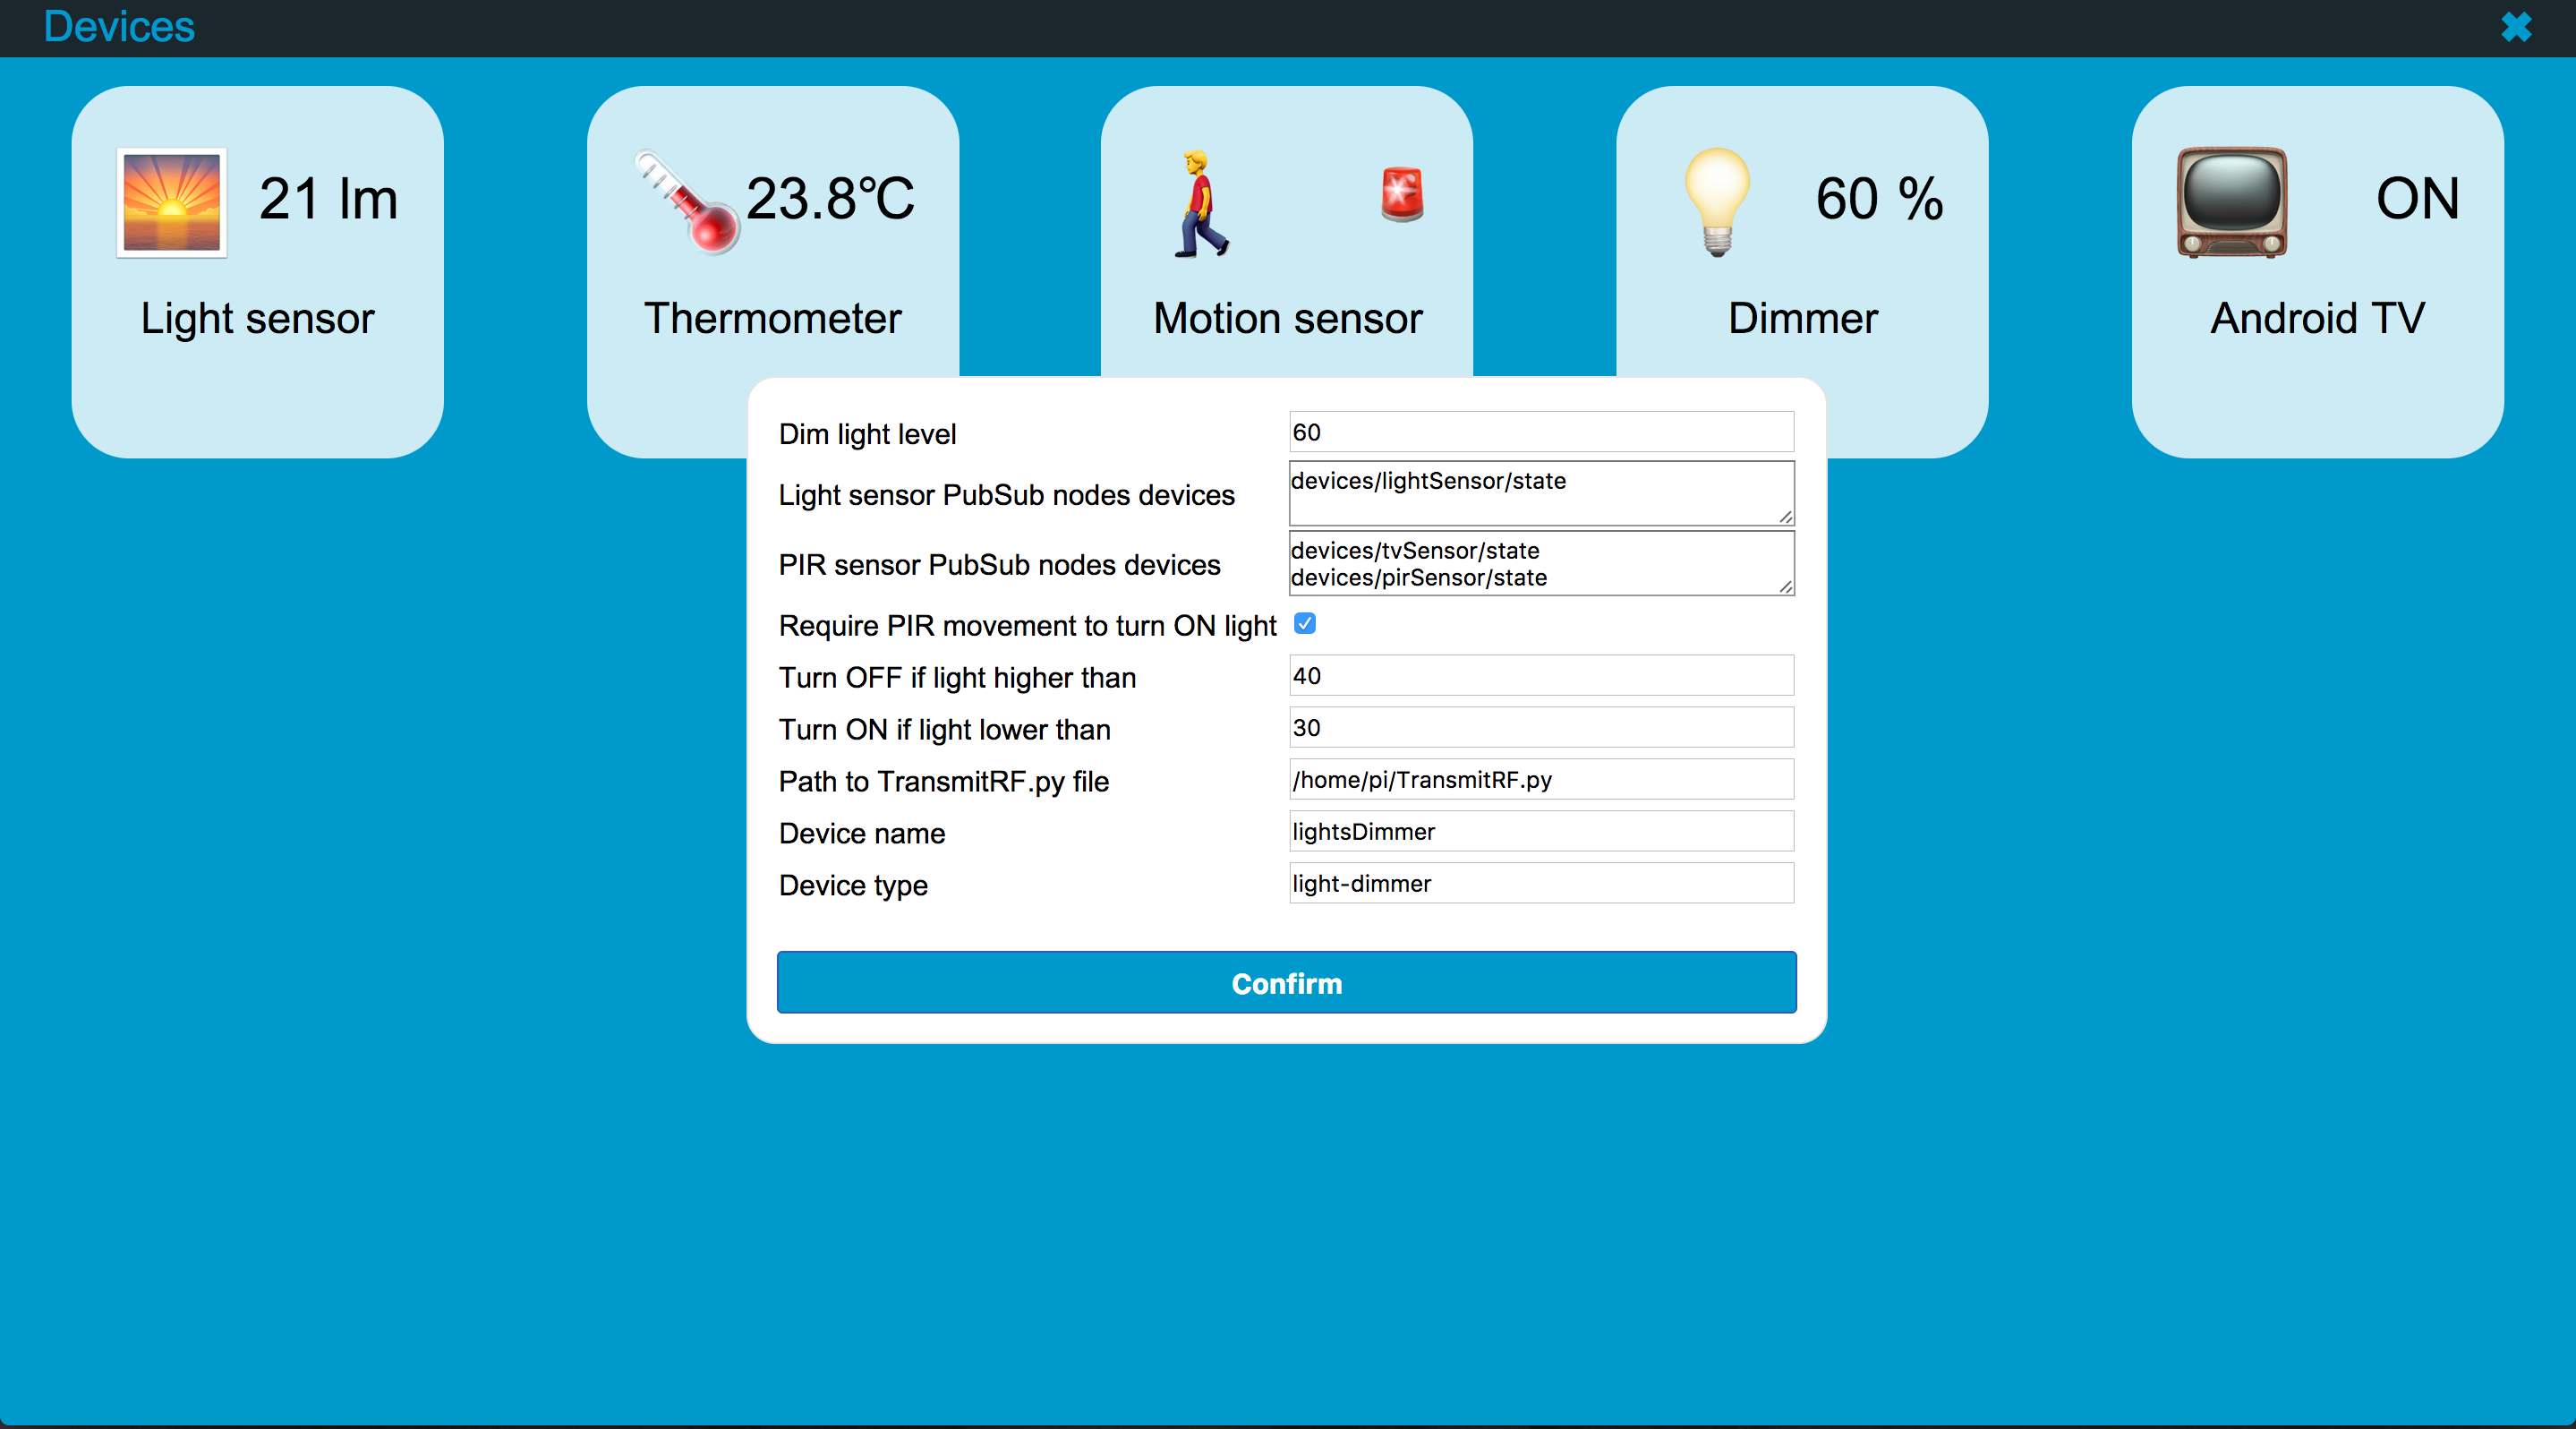 Devices
21 lm
23.8°C
60 %
ON
Light sensor
Thermometer
Motion sensor
Dimmer
Android TV
Dim light level
60
Light sensor PubSub nodes devices
devices/lightSensor/state
PIR sensor PubSub nodes devices
devices/tvSensor/state
devices/pirSensor/state
Require PIR movement to turn ON light
Turn OFF if light higher than
40
Turn ON if light lower than
30
Path to TransmitRF.py file
/home/pi/TransmitRF.py
Device name
lightsDimmer
Device type
light-dimmer
Confirm